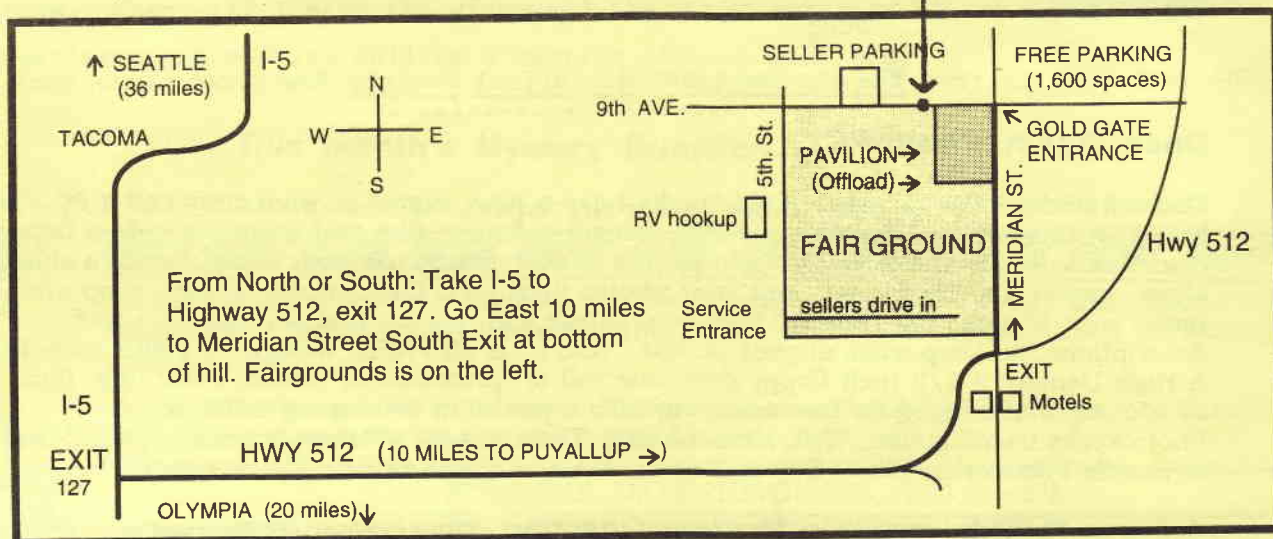 ↑ SEATTLE
(36 miles)
I-5
TACOMA
N
W E
S
SELLER PARKING
FREE PARKING
(1,600 spaces)
9th AVE.
5th. St.
PAVILION→
(Offload)→
GOLD GATE
ENTRANCE
MERIDIAN ST.
RV hookup
FAIR GROUND
Hwy 512
From North or South: Take I-5 to
Highway 512, exit 127. Go East 10 miles
to Meridian Street South Exit at bottom
of hill. Fairgrounds is on the left.
Service
Entrance
sellers drive in
EXIT
Motels
I-5
EXIT
127
HWY 512 (10 MILES TO PUYALLUP →)
OLYMPIA (20 miles)↓